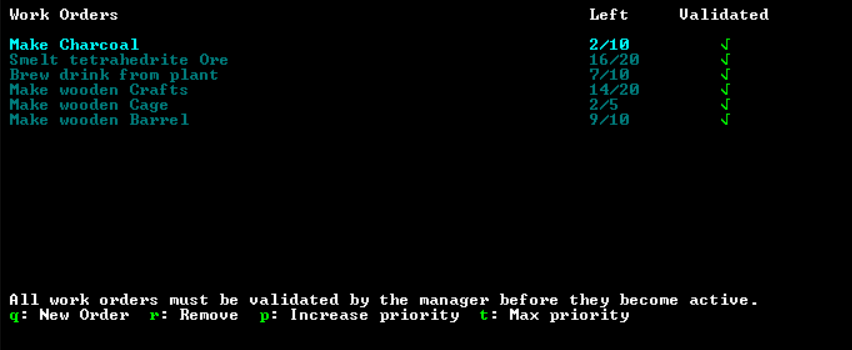 Work Orders Left Validated
Make Charcoal 2/10 √
Smelt tetrahedrite Ore 16/20 √
Brew drink from plant 7/10 √
Make wooden Crafts 14/20 √
Make wooden Cage 2/5 √
Make wooden Barrel 9/10 √
All work orders must be validated by the manager before they become active.
q: New Order r: Remove p: Increase priority t: Max priority